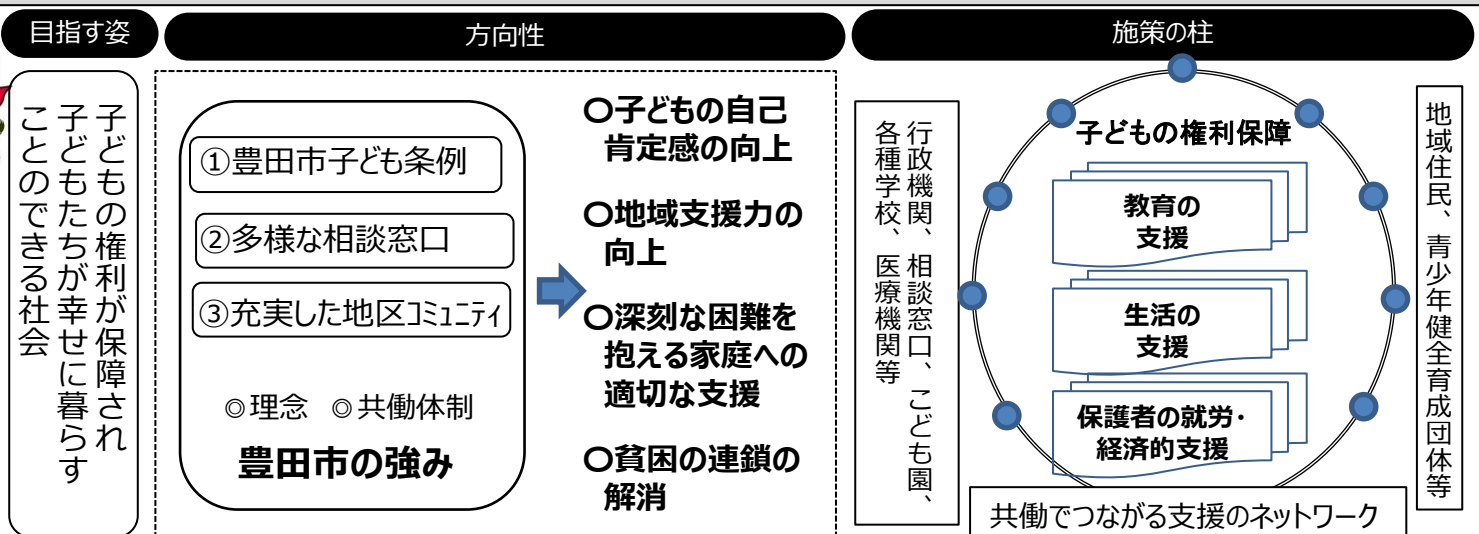 目指す姿
子どもの権利が保障され
子どもたちが幸せに暮らす
ことのできる社会
方向性
①豊田市子ども条例
②多様な相談窓口
③充実した地区コミュニティ
◎理念 ◎共働体制
豊田市の強み
〇子どもの自己
肯定感の向上
〇地域支援力の
向上
〇深刻な困難を
抱える家庭への
適切な支援
〇貧困の連鎖の
解消
施策の柱
行政機関、相談窓口、こども園、
各種学校、医療機関等
子どもの権利保障
教育の
支援
生活の
支援
保護者の就労・
経済的支援
共働でつながる支援のネットワーク
地域住民、青少年健全育成団体等